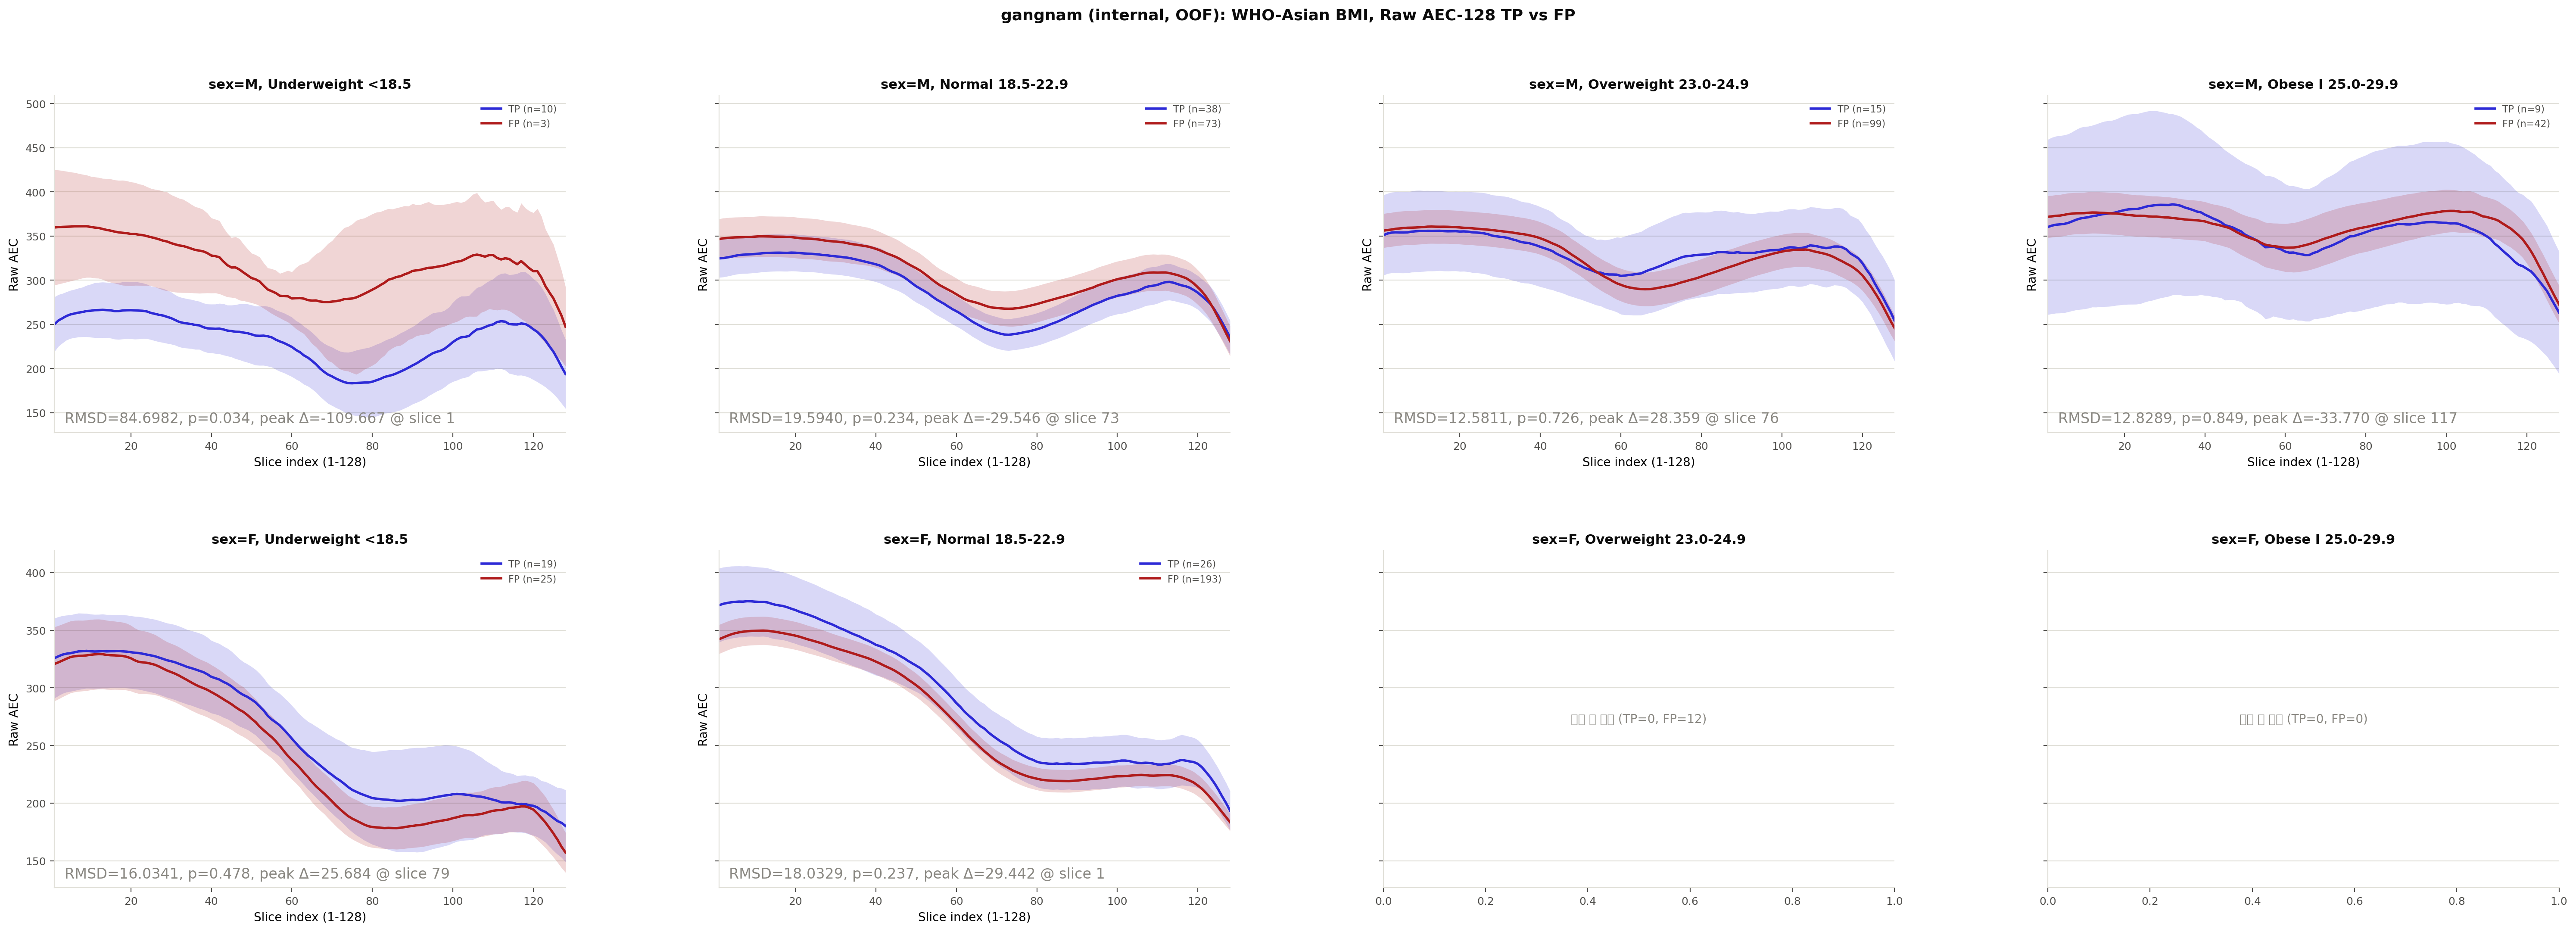 gangnam (internal, OOF): WHO-Asian BMI, Raw AEC-128 TP vs FP
sex=M, Underweight <18.5
TP (n=10)
FP (n=3)
500
450
400
350
300
250
200
150
Raw AEC
RMSD=84.6982, p=0.034, peak Δ=-109.667 @ slice 1
20 40 60 80 100 120
Slice index (1-128)
sex=M, Normal 18.5-22.9
TP (n=38)
FP (n=73)
Raw AEC
RMSD=19.5940, p=0.234, peak Δ=-29.546 @ slice 73
20 40 60 80 100 120
Slice index (1-128)
sex=M, Overweight 23.0-24.9
TP (n=15)
FP (n=99)
Raw AEC
RMSD=12.5811, p=0.726, peak Δ=28.359 @ slice 76
20 40 60 80 100 120
Slice index (1-128)
sex=M, Obese I 25.0-29.9
TP (n=9)
FP (n=42)
Raw AEC
RMSD=12.8289, p=0.849, peak Δ=-33.770 @ slice 117
20 40 60 80 100 120
Slice index (1-128)
sex=F, Underweight <18.5
TP (n=19)
FP (n=25)
400
350
300
250
200
150
Raw AEC
RMSD=16.0341, p=0.478, peak Δ=25.684 @ slice 79
20 40 60 80 100 120
Slice index (1-128)
sex=F, Normal 18.5-22.9
TP (n=26)
FP (n=193)
Raw AEC
RMSD=18.0329, p=0.237, peak Δ=29.442 @ slice 1
20 40 60 80 100 120
Slice index (1-128)
sex=F, Overweight 23.0-24.9
(TP=0, FP=12)
0.0 0.2 0.4 0.6 0.8 1.0
sex=F, Obese I 25.0-29.9
(TP=0, FP=0)
0.0 0.2 0.4 0.6 0.8 1.0